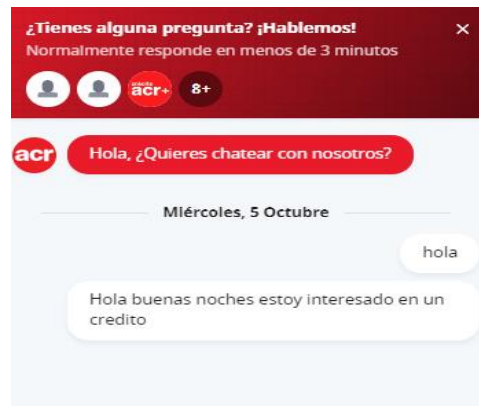 ¿Tienes alguna pregunta? ¡Hablemos!
Normalmente responde en menos de 3 minutos
crédito
acr+
8+
acr
Hola, ¿Quieres chatear con nosotros?
Miércoles, 5 Octubre
hola
Hola buenas noches estoy interesado en un
credito